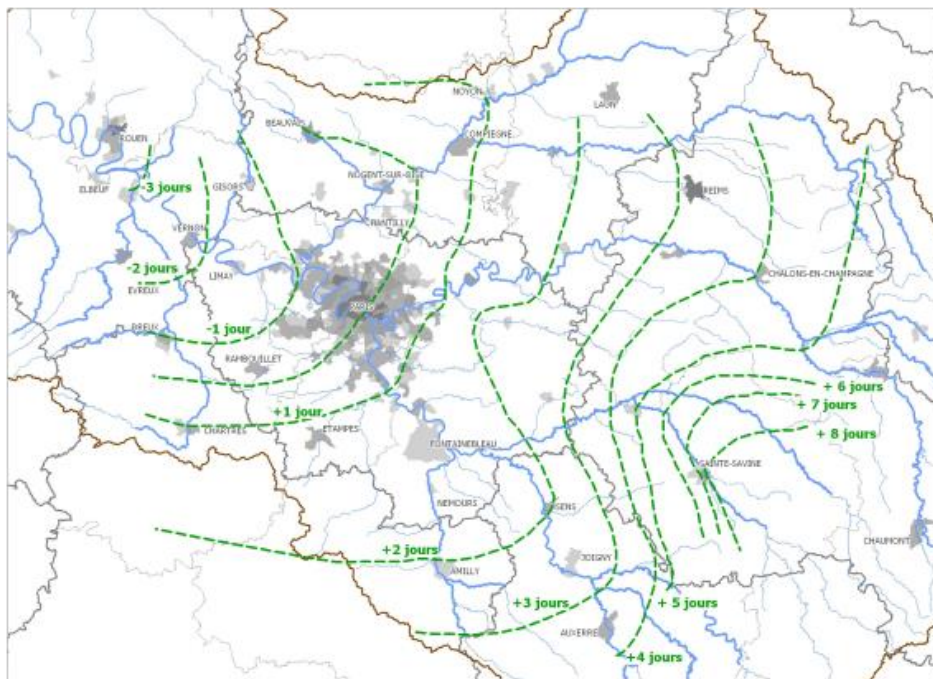 NOYON
LAON
BEAUVAIS
ROUEN
COMPIEGNE
NOGENT-SUR-OISE
ELBEUF
-3 jours
GISORS
REIMS
CHANTILLY
VERNON
-2 jours
LIMAY
CHALONS-EN-CHAMPAGNE
EVREUX
PARIS
DREUX
-1 jour
RAMBOUILLET
+ 6 jours
+ 7 jours
+1 jour
CHARTRES
ETAMPES
FONTAINEBLEAU
+ 8 jours
SAINTE-SAVINE
NEMOURS
SENS
CHAUMONT
+2 jours
JOIGNY
AMILLY
+3 jours
+ 5 jours
AUXERRE
+4 jours